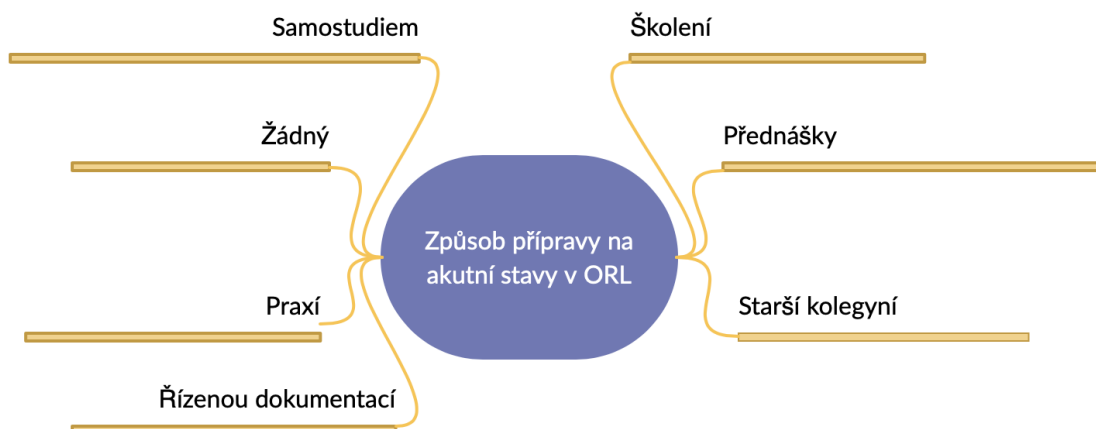 Samostudiem
Školení
Žádný
Přednášky
Způsob přípravy na
akutní stavy v ORL
Praxí
Starší kolegyní
Řízenou dokumentací